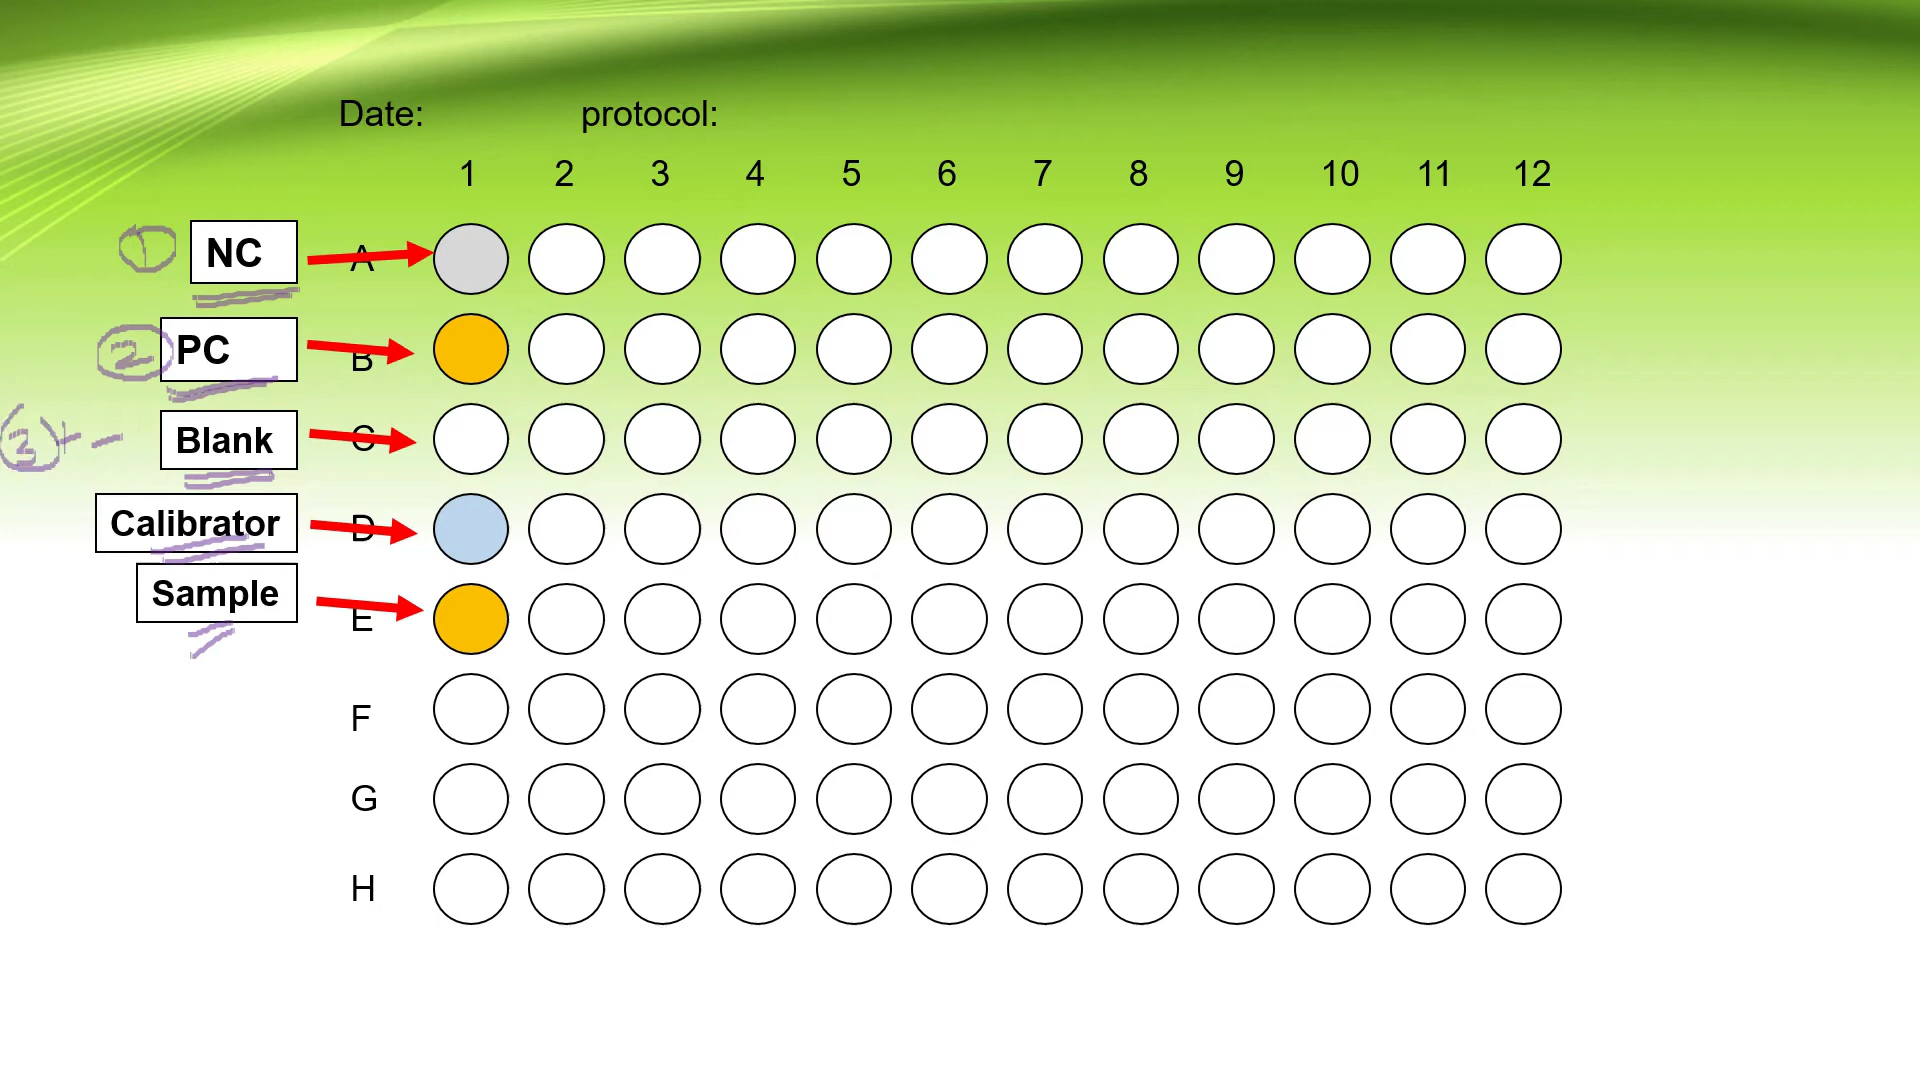 Date: protocol:
1 2 3 4 5 6 7 8 9 10 11 12
1 NC A
2 PC B
3 + - Blank C
Calibrator D
Sample E
F
G
H